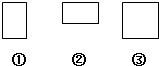 ① ② ③